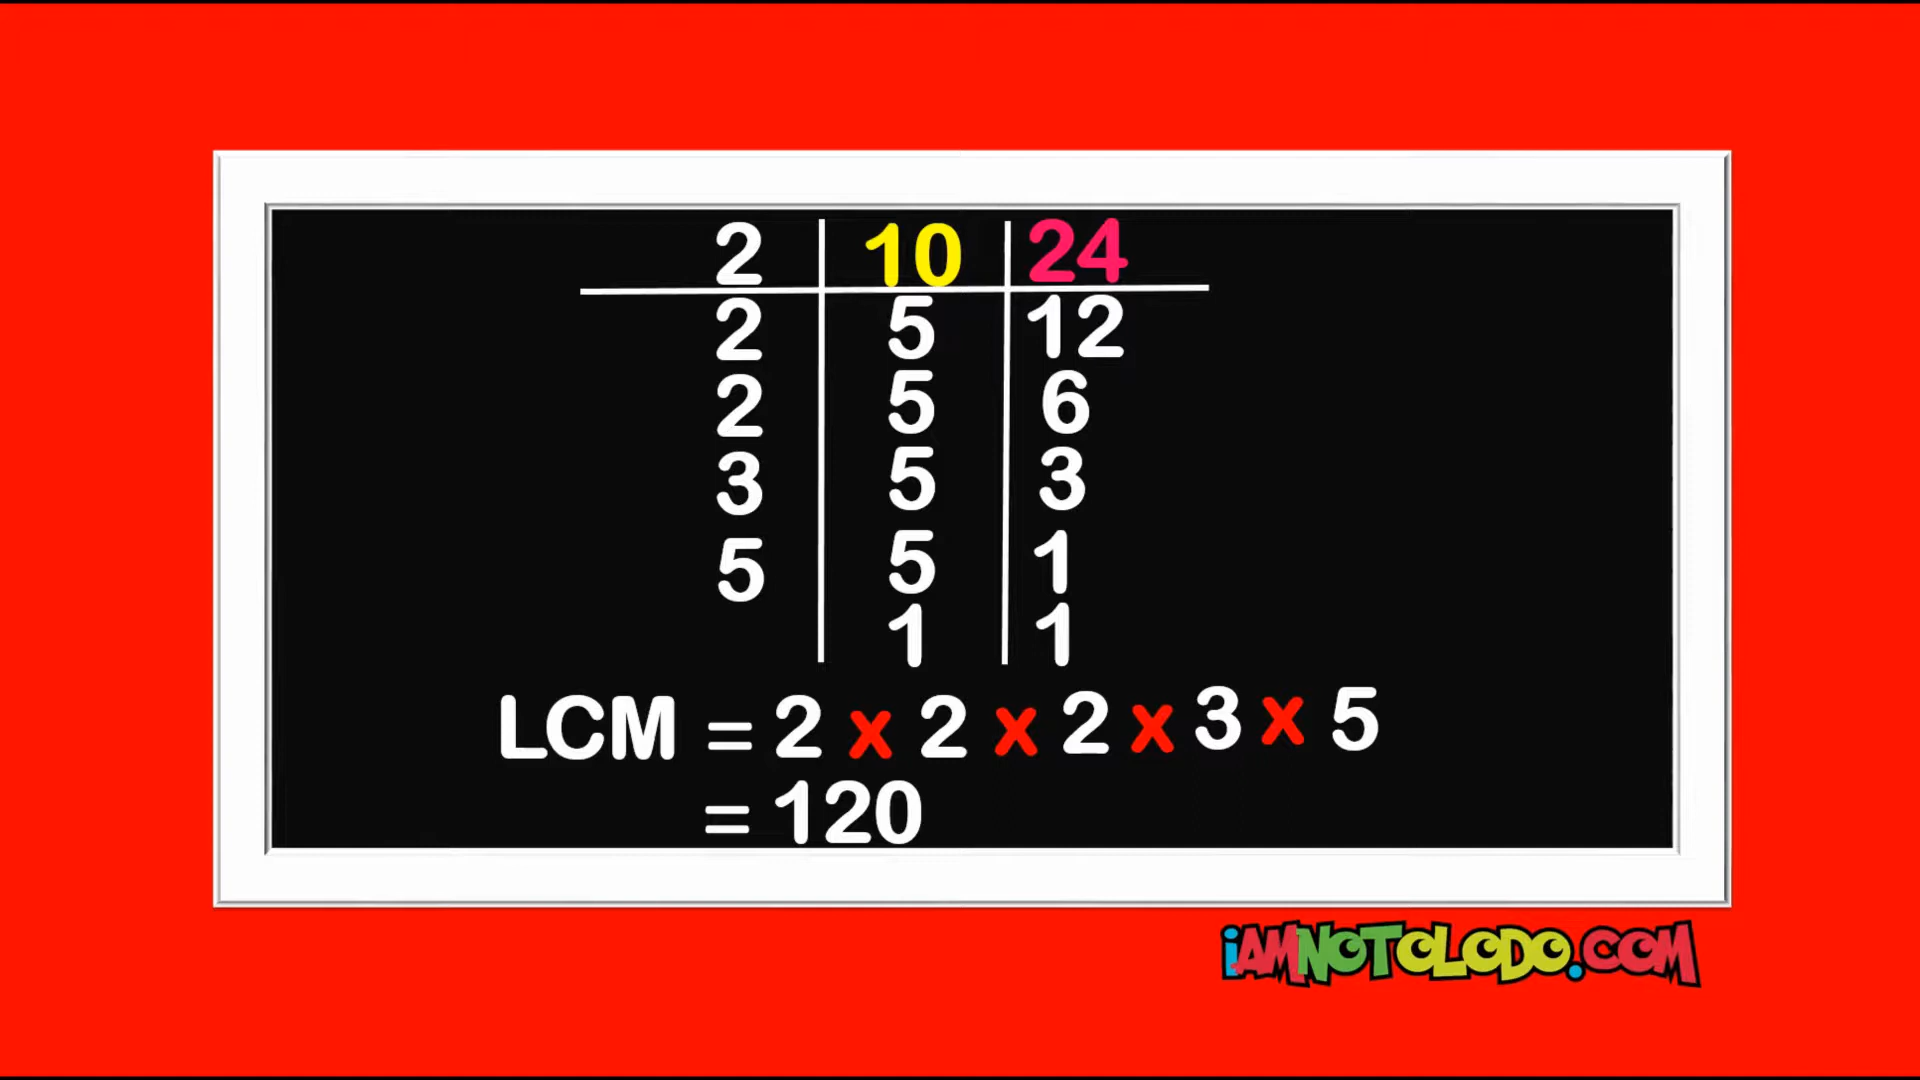 2 10 24
2 5 12
2 5 6
3 5 3
5 5 1
1 1
LCM = 2 x 2 x 2 x 3 x 5
= 120
iAMNOTOLODO.COM